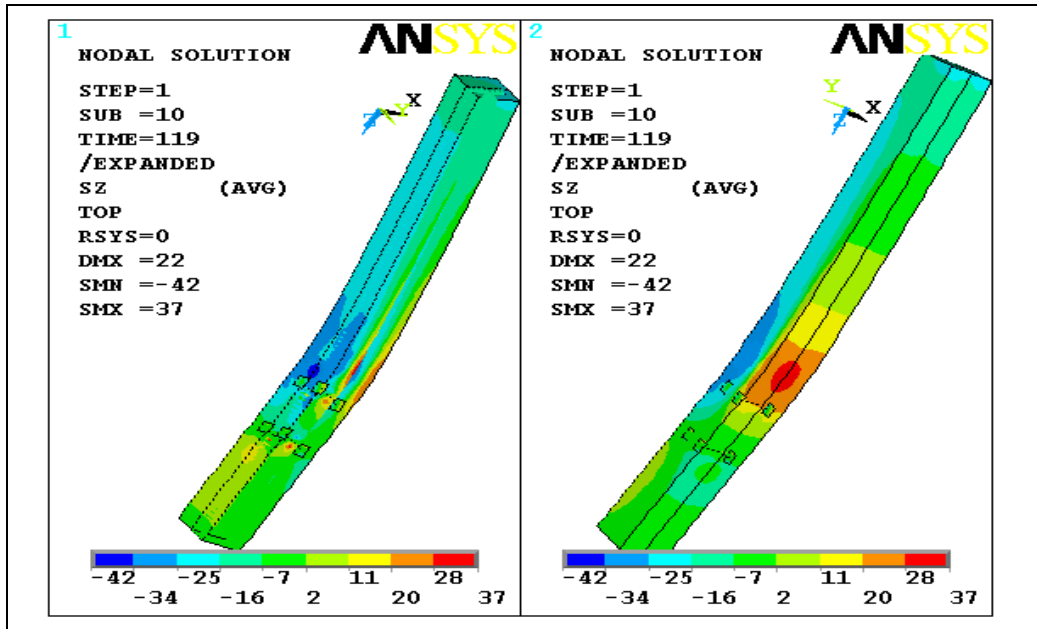 1
ANSYS
NODAL SOLUTION
STEP=1
SUB =10
TIME=119
/EXPANDED
SZ (AVG)
TOP
RSYS=0
DMX =22
SMN =-42
SMX =37
X
Y
Z
-42 -25 -7 11 28
-34 -16 2 20 37
2
ANSYS
NODAL SOLUTION
STEP=1
SUB =10
TIME=119
/EXPANDED
SZ (AVG)
TOP
RSYS=0
DMX =22
SMN =-42
SMX =37
Y
X
Z
-42 -25 -7 11 28
-34 -16 2 20 37